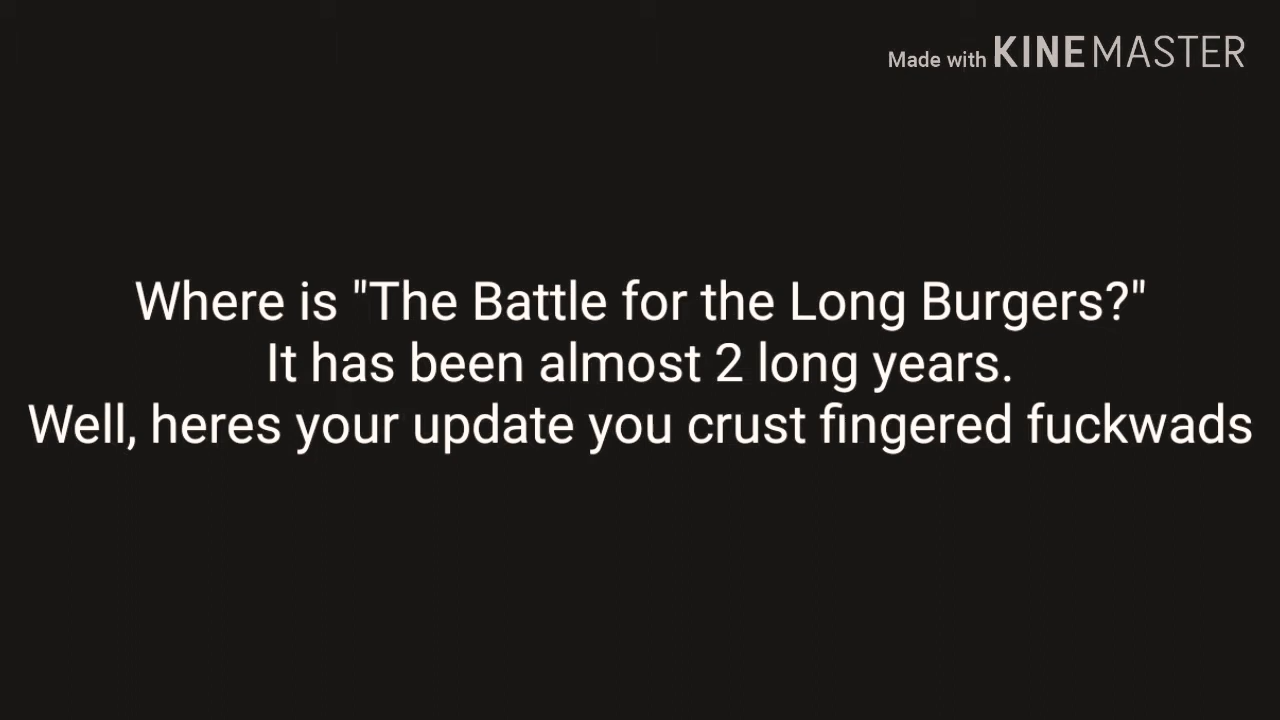 Made with KINEMASTER
Where is "The Battle for the Long Burgers?"
It has been almost 2 long years.
Well, heres your update you crust fingered fuckwads